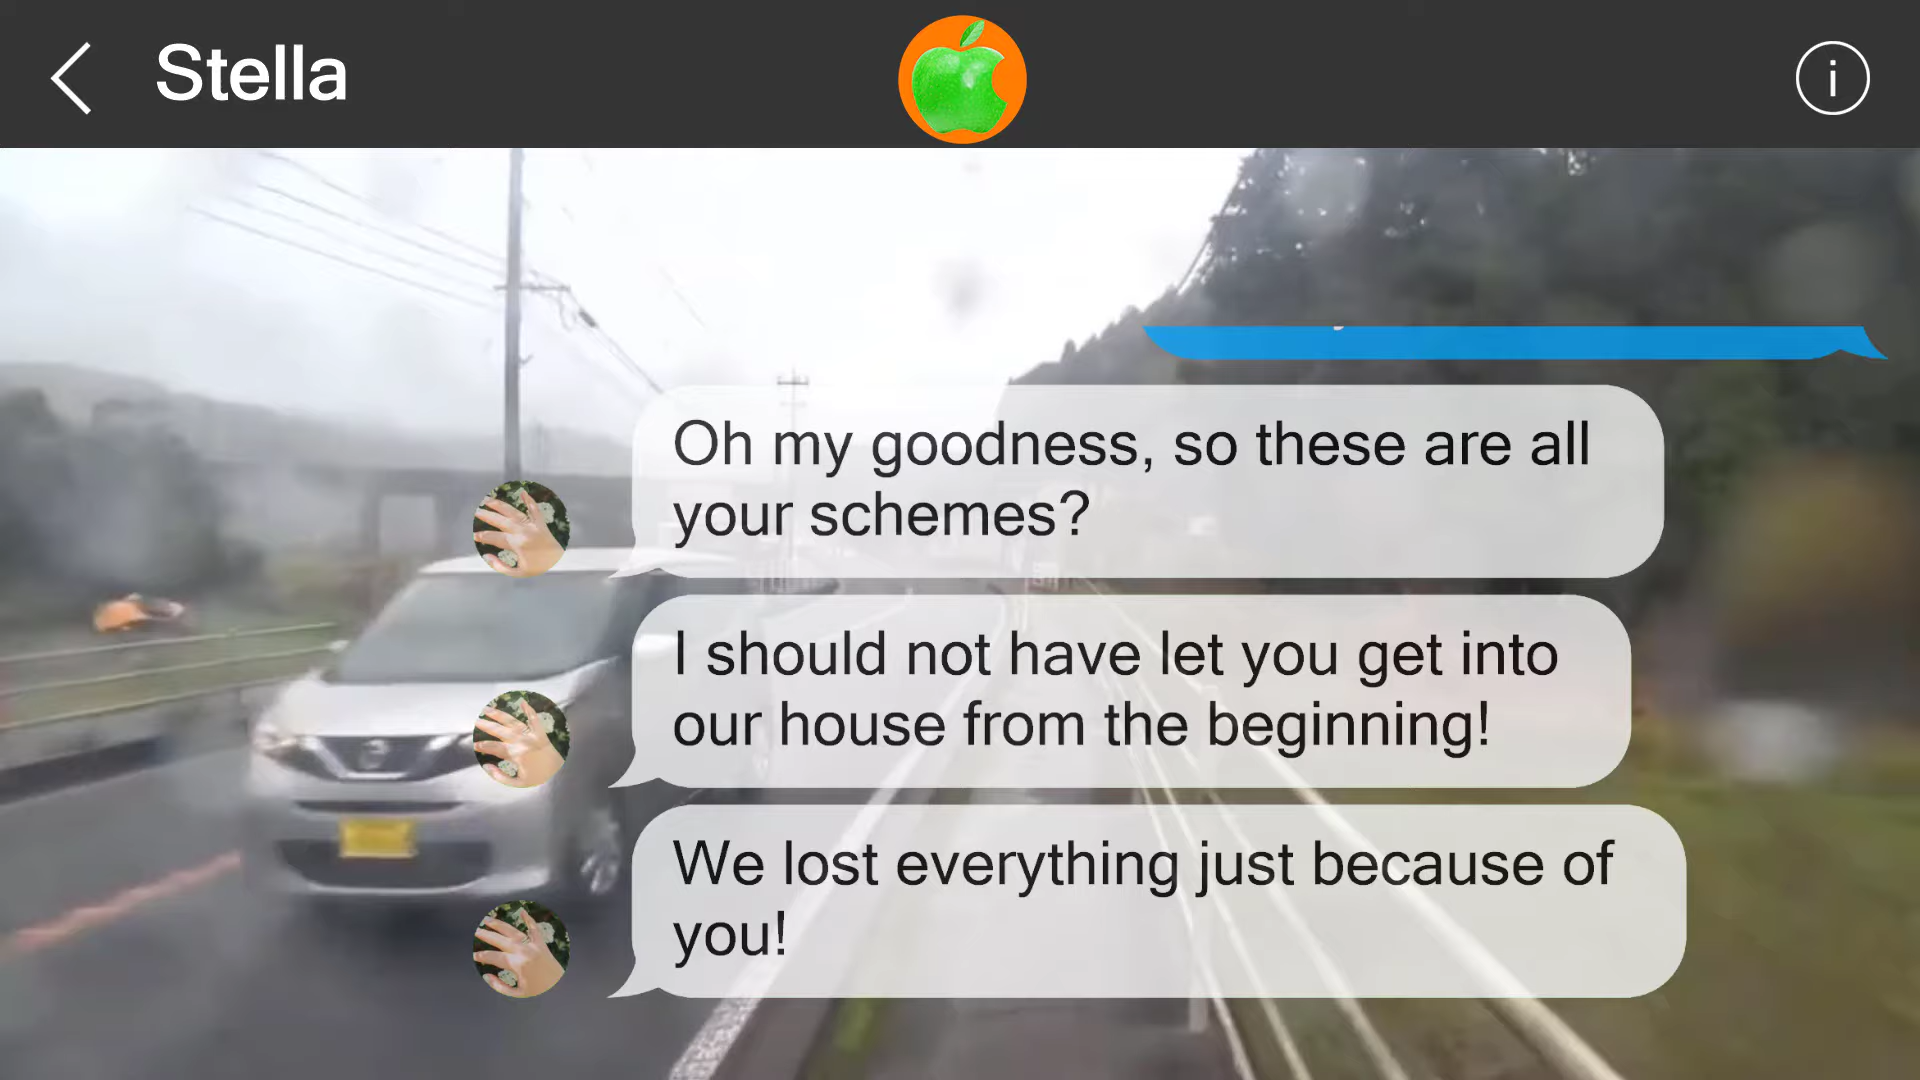 Stella
i
Oh my goodness, so these are all
your schemes?
I should not have let you get into
our house from the beginning!
We lost everything just because of
you!